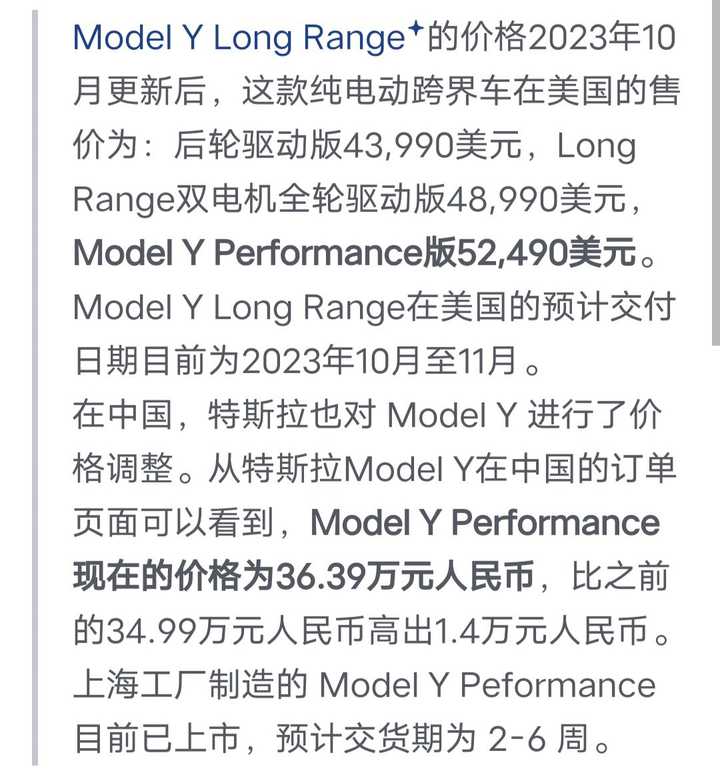 Model Y Long Range的价格2023年10
月更新后，这款纯电动跨界车在美国的售
价为：后轮驱动版43,990美元，Long
Range双电机全轮驱动版48,990美元，
Model Y Performance版52,490美元。
Model Y Long Range在美国的预计交付
日期目前为2023年10月至11月。
在中国，特斯拉也对 Model Y 进行了价
格调整。从特斯拉Model Y在中国的订单
页面可以看到，Model Y Performance
现在的价格为36.39万元人民币，比之前
的34.99万元人民币高出1.4万元人民币。
上海工厂制造的 Model Y Peformance
目前已上市，预计交货期为 2-6 周。